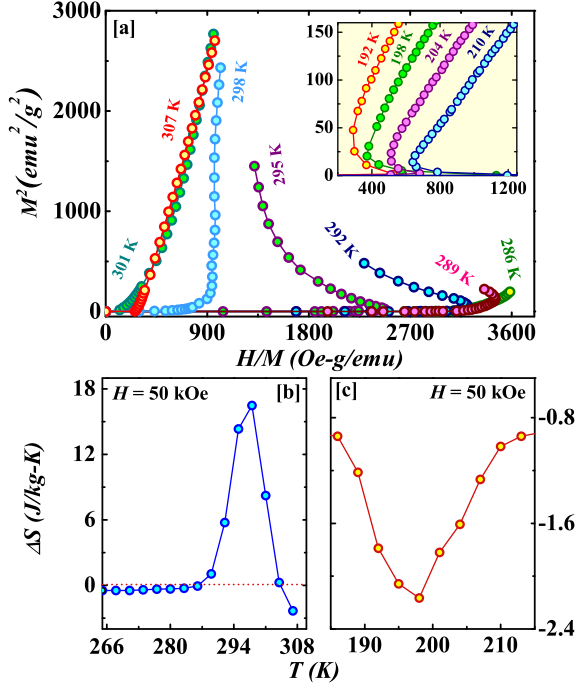 [a]
3000
2000
1000
0
M² (emu²/g²)
0
900
1800
2700
3600
H/M (Oe-g/emu)
301 K
307 K
298 K
295 K
292 K
289 K
286 K
150
100
50
0
400
800
1200
192 K
198 K
204 K
210 K
H = 50 kOe
[b]
18
12
6
0
ΔS (J/kg-K)
266
280
294
308
[c]
H = 50 kOe
-0.8
-1.6
-2.4
190
200
210
T (K)